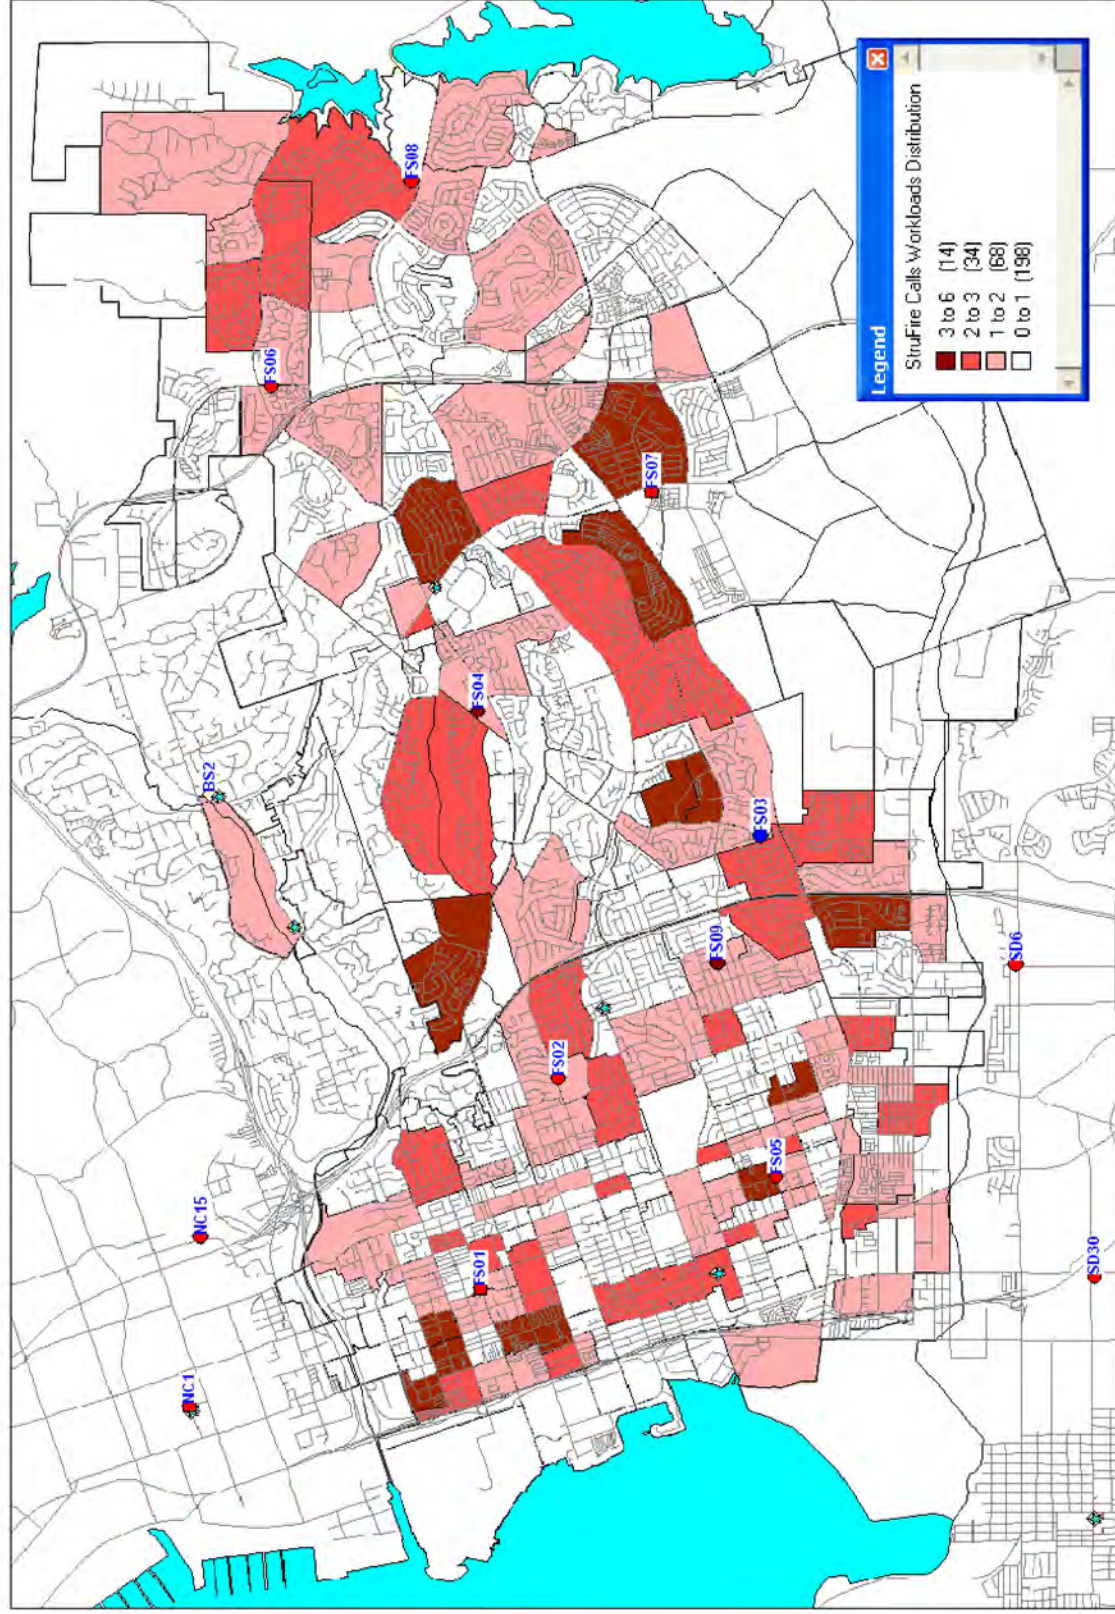 Legend
StruFire Calls Workloads Distribution
3 to 6 (14)
2 to 3 (34)
1 to 2 (68)
0 to 1 (198)
NC1
NC15
BS2
FS06
FS08
FS01
FS02
FS04
FS07
FS05
FS09
FS03
SD30
SD6